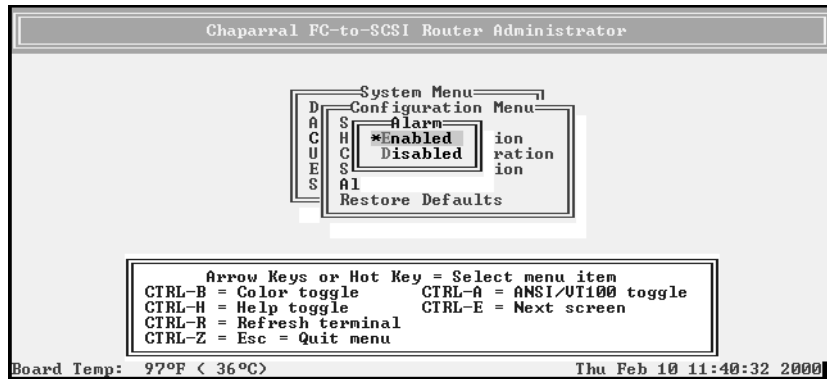 Chaparral FC-to-SCSI Router Administrator
System Menu
D
Configuration Menu
A S
Alarm
C H *Enabled ion
U C Disabled ration
E S ion
S Al
Restore Defaults
Arrow Keys or Hot Key = Select menu item
CTRL-B = Color toggle CTRL-A = ANSI/VT100 toggle
CTRL-H = Help toggle CTRL-E = Next screen
CTRL-R = Refresh terminal
CTRL-Z = Esc = Quit menu
Board Temp: 97ºF ( 36ºC) Thu Feb 10 11:40:32 2000